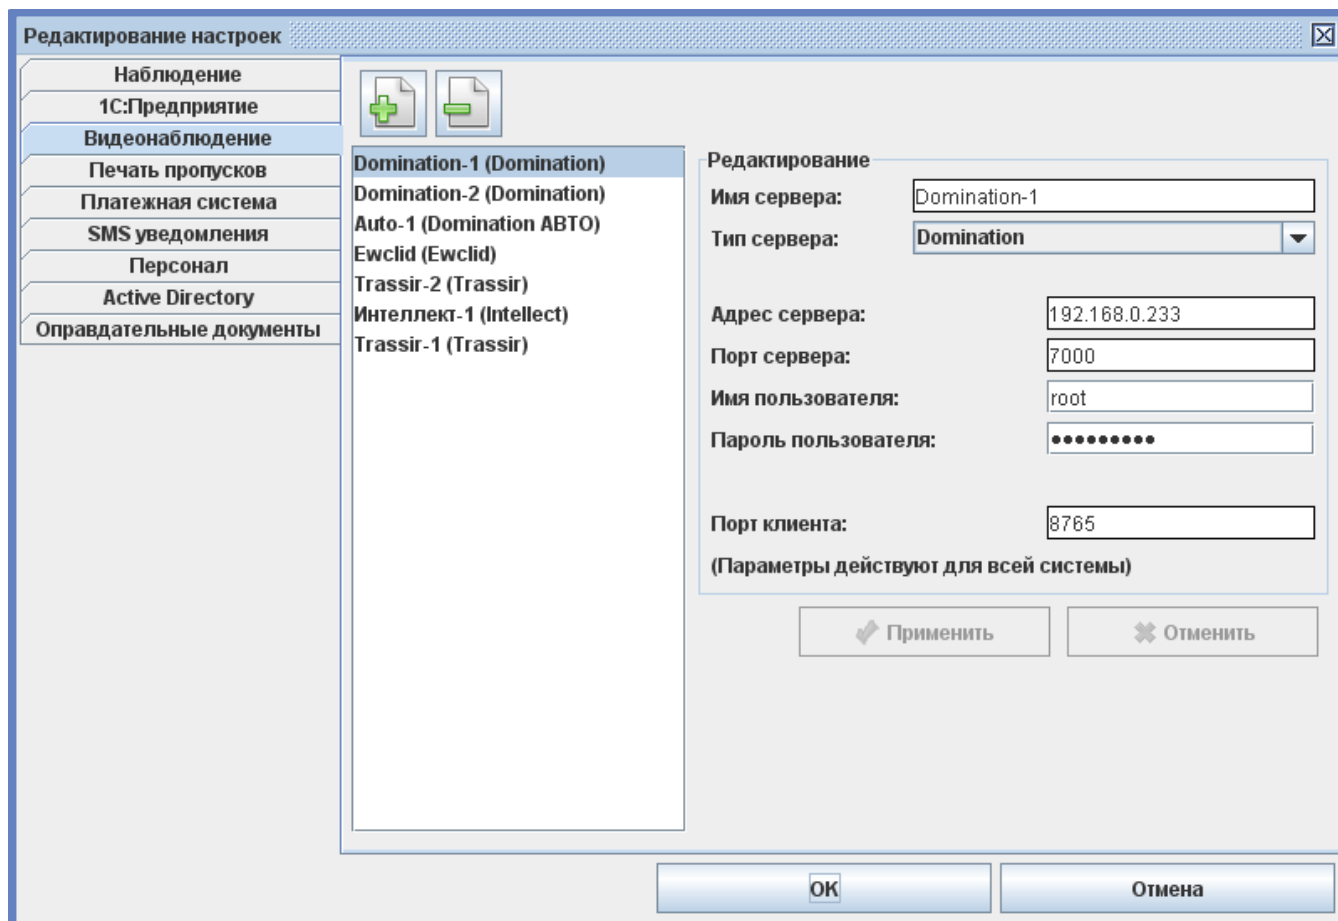 Редактирование настроек
Наблюдение
1С:Предприятие
Видеонаблюдение
Печать пропусков
Платежная система
SMS уведомления
Персонал
Active Directory
Оправдательные документы
Domination-1 (Domination)
Domination-2 (Domination)
Auto-1 (Domination АВТО)
Ewclid (Ewclid)
Trassir-2 (Trassir)
Интеллект-1 (Intellect)
Trassir-1 (Trassir)
Редактирование
Имя сервера: Domination-1
Тип сервера: Domination
Адрес сервера: 192.168.0.233
Порт сервера: 7000
Имя пользователя: root
Пароль пользователя: •••••••••
Порт клиента: 8765
(Параметры действуют для всей системы)
Применить Отменить
OK Отмена